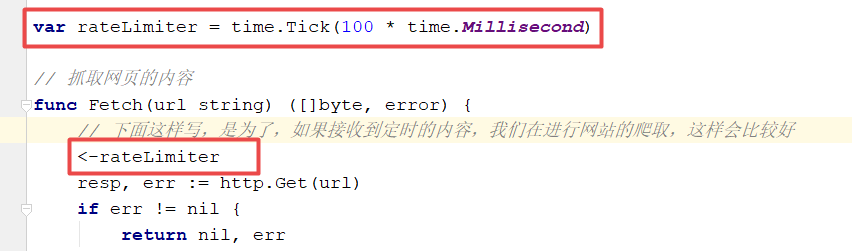 var rateLimiter = time.Tick(100 * time.Millisecond)
// 抓取网页的内容
func Fetch(url string) ([]byte, error) {
// 下面这样写，是为了，如果接收到定时的内容，我们在进行网站的爬取，这样会比较好
<-rateLimiter
resp, err := http.Get(url)
if err != nil {
return nil, err